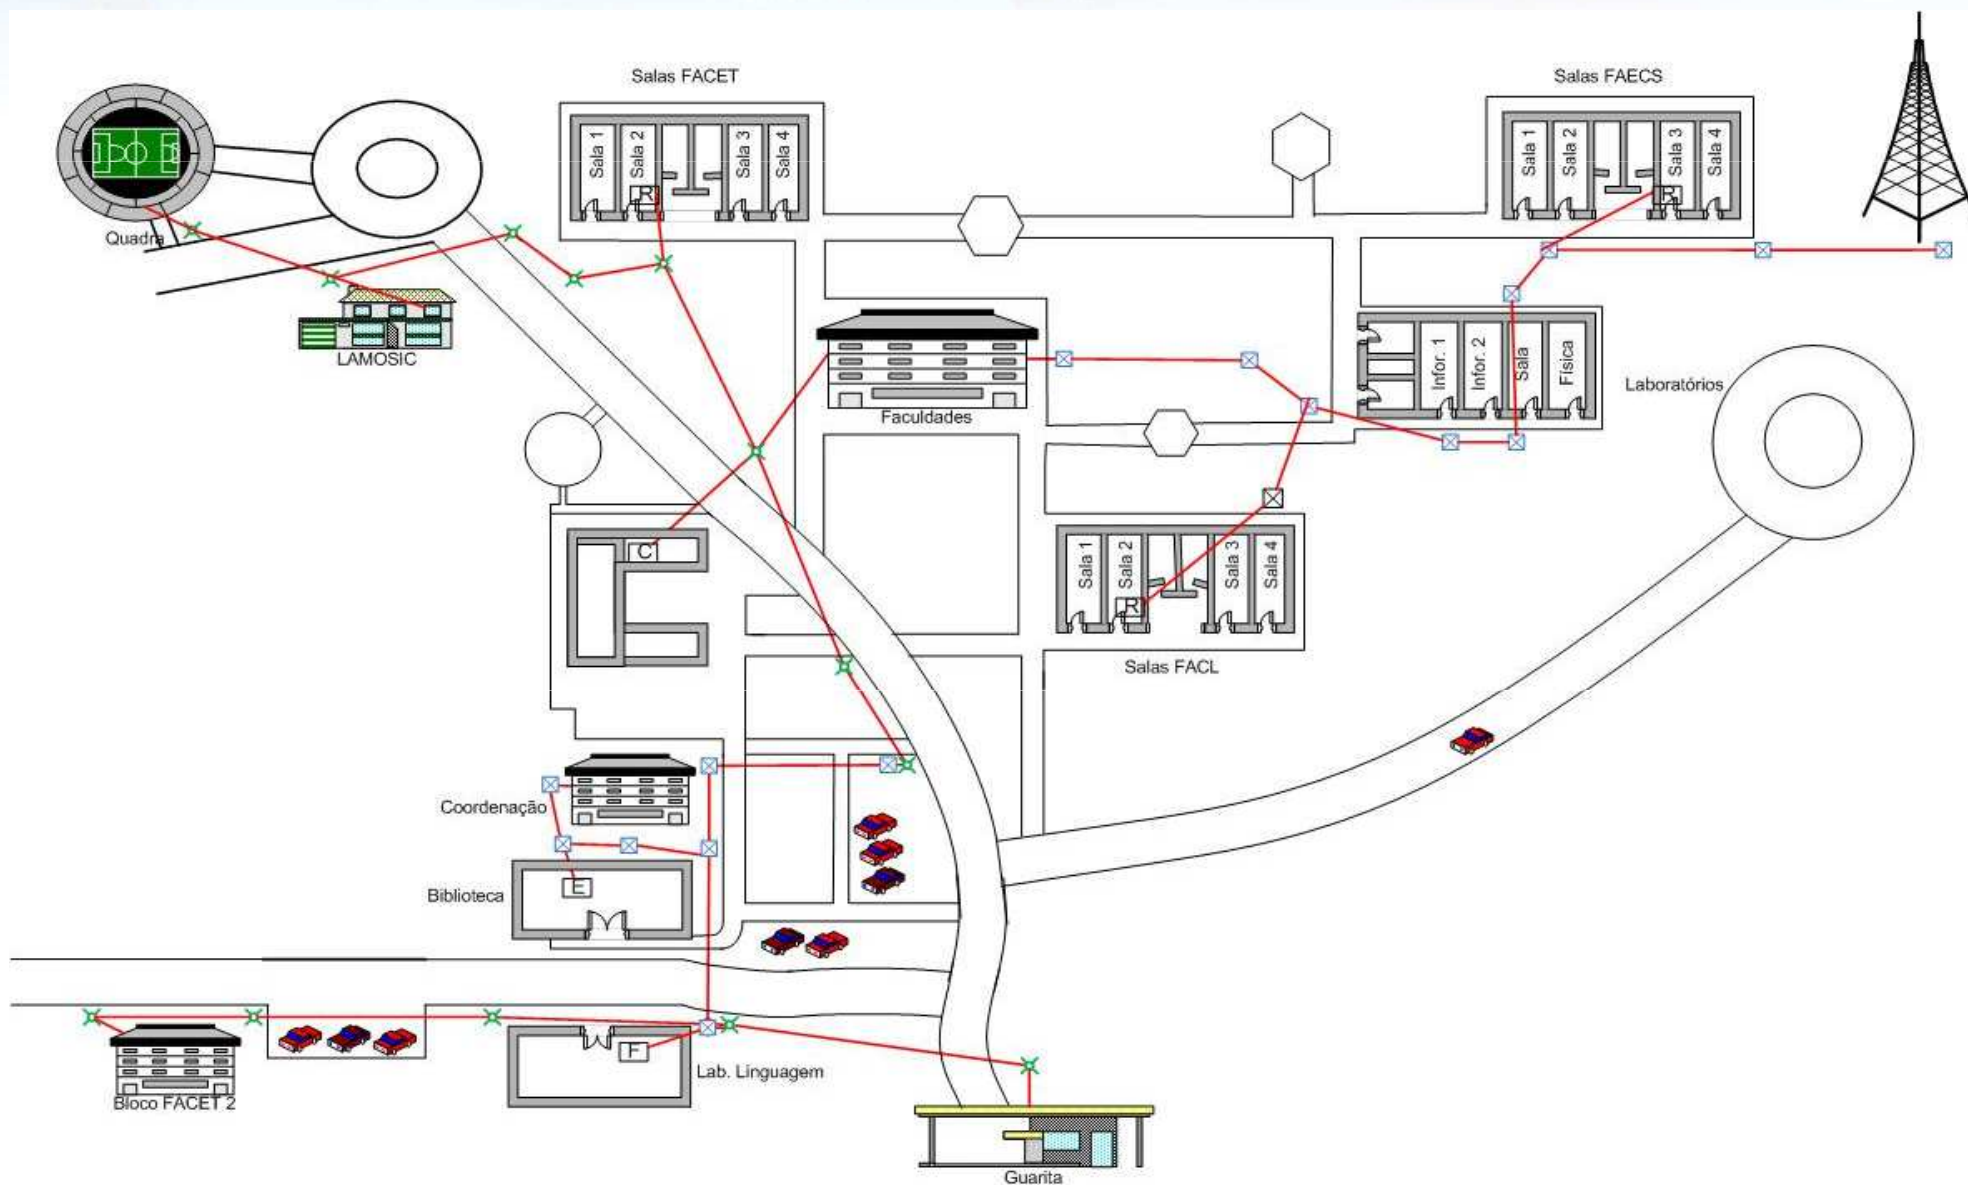 Salas FACET
Salas FAECS
Sala 1
Sala 2
Sala 3
Sala 4
R
Sala 1
Sala 2
Sala 3
Sala 4
R
Quadra
LAMOSIC
Faculdades
Infor. 1
Infor. 2
Sala
Física
Laboratórios
C
Sala 1
Sala 2
Sala 3
Sala 4
R
Salas FACL
Coordenação
Biblioteca
E
F
Lab. Linguagem
Bloco FACET 2
Guarita